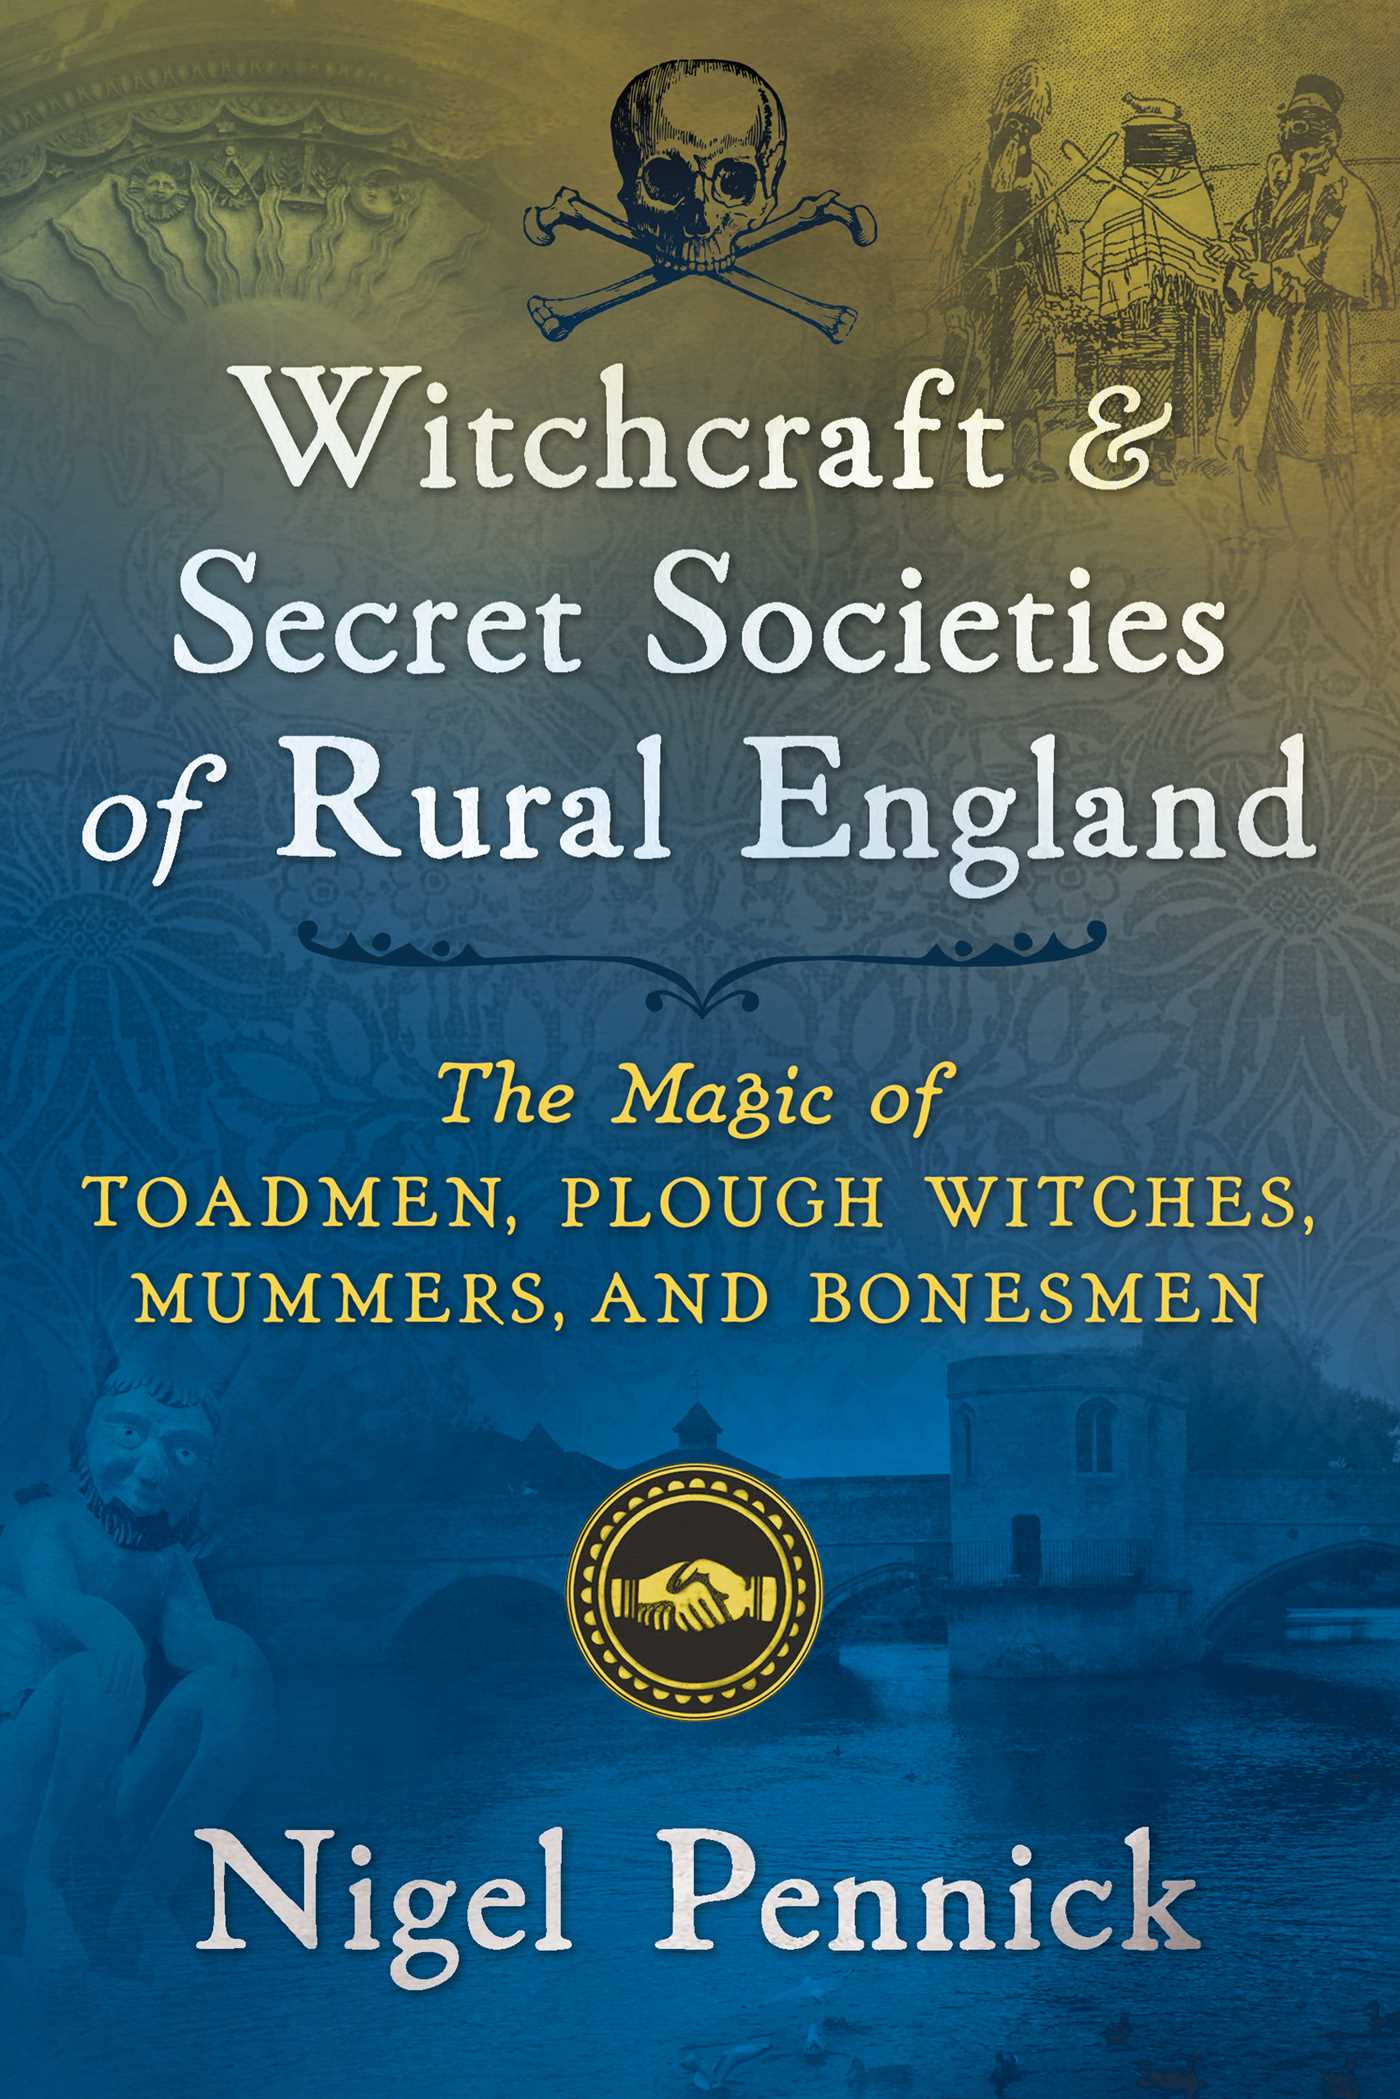 Witchcraft &
Secret Societies
of Rural England
The Magic of
TOADMEN, PLOUGH WITCHES,
MUMMERS, AND BONESMEN
Nigel Pennick